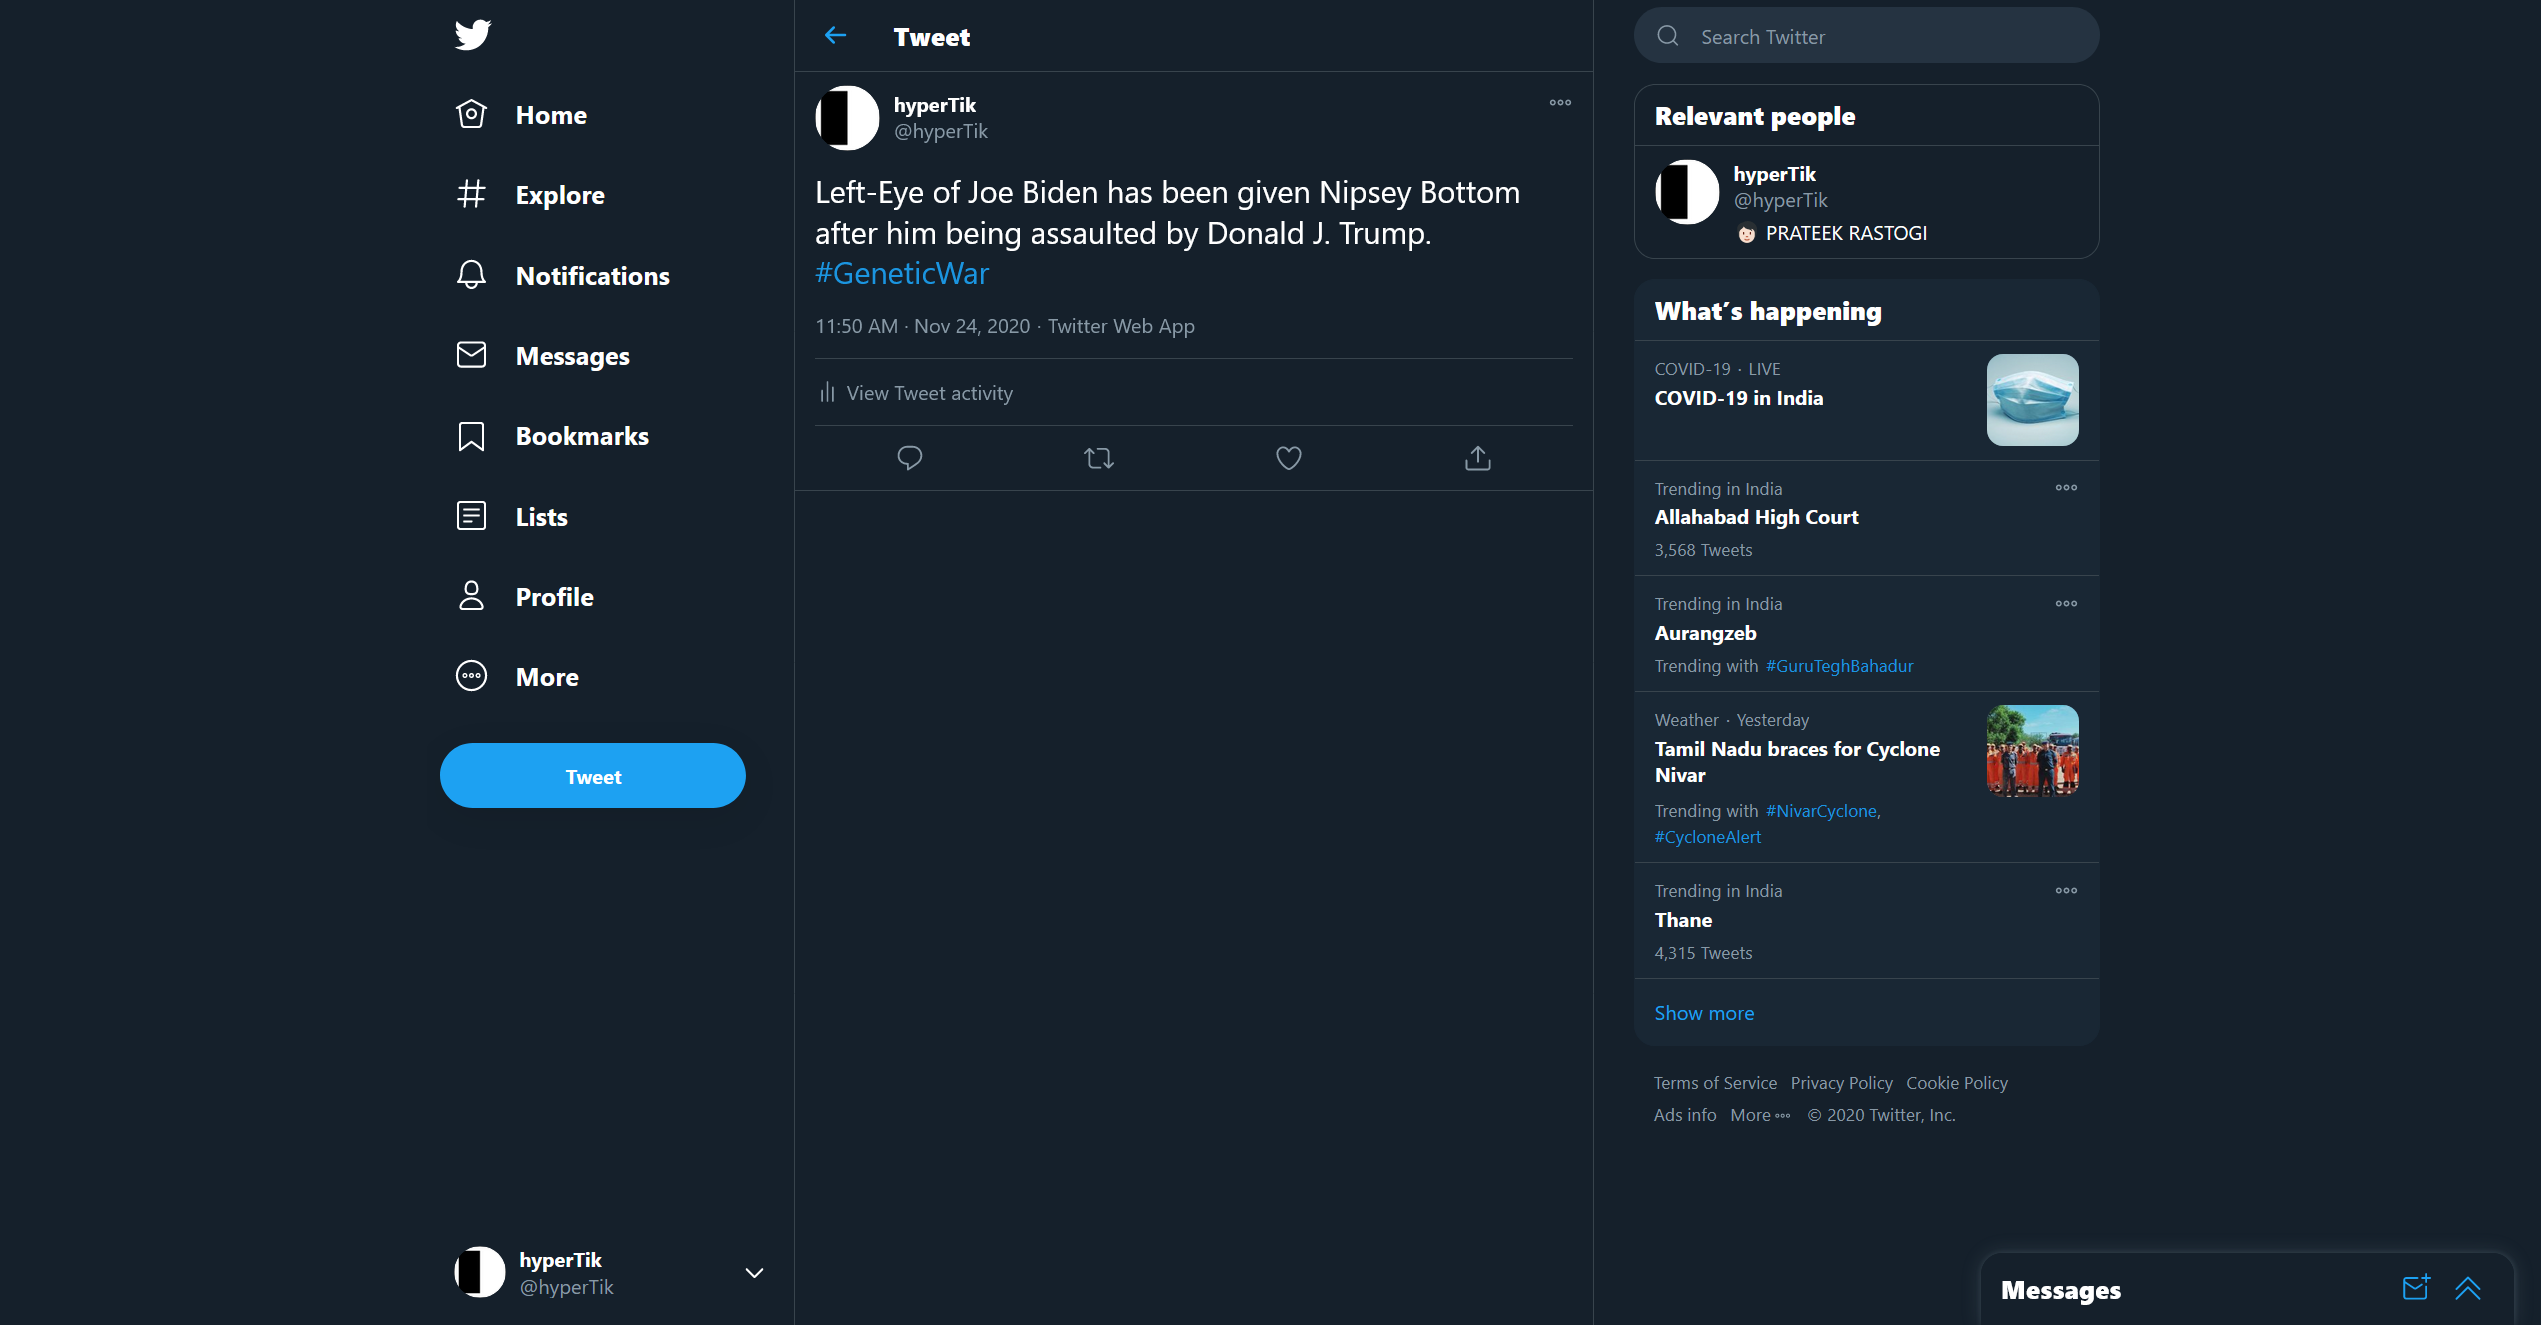 Home
Explore
Notifications
Messages
Bookmarks
Lists
Profile
More
Tweet
hyperTik
@hyperTik
Tweet
hyperTik
@hyperTik
Left-Eye of Joe Biden has been given Nipsey Bottom
after him being assaulted by Donald J. Trump.
#GeneticWar
11:50 AM · Nov 24, 2020 · Twitter Web App
View Tweet activity
Search Twitter
Relevant people
hyperTik
@hyperTik
PRATEEK RASTOGI
What's happening
COVID-19 · LIVE
COVID-19 in India
Trending in India
Allahabad High Court
3,568 Tweets
Trending in India
Aurangzeb
Trending with #GuruTeghBahadur
Weather · Yesterday
Tamil Nadu braces for Cyclone
Nivar
Trending with #NivarCyclone,
#CycloneAlert
Trending in India
Thane
4,315 Tweets
Show more
Terms of Service Privacy Policy Cookie Policy
Ads info More © 2020 Twitter, Inc.
Messages